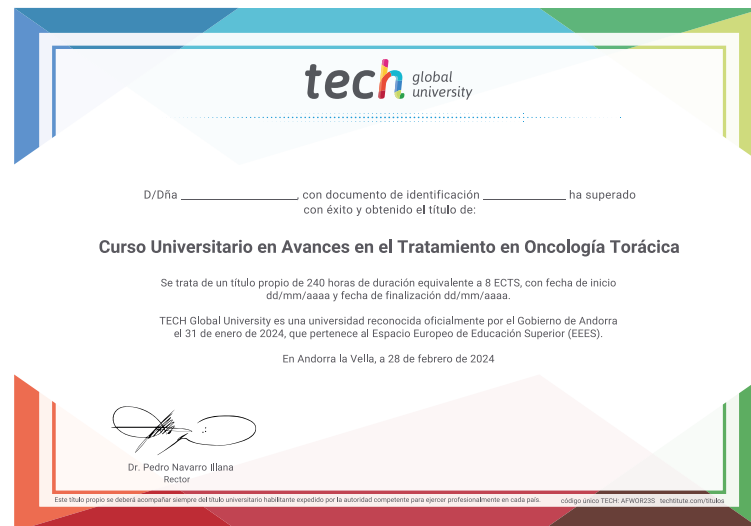 tech global university
D/Dña ____________________, con documento de identificación ______________ ha superado
con éxito y obtenido el título de:
Curso Universitario en Avances en el Tratamiento en Oncología Torácica
Se trata de un título propio de 240 horas de duración equivalente a 8 ECTS, con fecha de inicio
dd/mm/aaaa y fecha de finalización dd/mm/aaaa.
TECH Global University es una universidad reconocida oficialmente por el Gobierno de Andorra
el 31 de enero de 2024, que pertenece al Espacio Europeo de Educación Superior (EEES).
En Andorra la Vella, a 28 de febrero de 2024
Dr. Pedro Navarro Illana
Rector
Este título propio se deberá acompañar siempre del título universitario habilitante expedido por la autoridad competente para ejercer profesionalmente en cada país. código único TECH: AFWOR23S techtitute.com/titulos